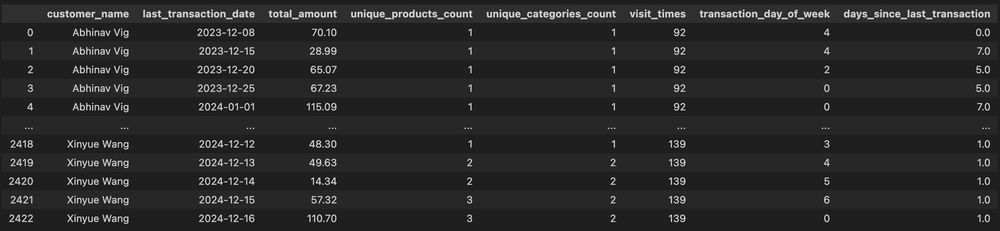 customer_name last_transaction_date total_amount unique_products_count unique_categories_count visit_times transaction_day_of_week days_since_last_transaction
0 Abhinav Vig 2023-12-08 70.10 1 1 92 4 0.0
1 Abhinav Vig 2023-12-15 28.99 1 1 92 4 7.0
2 Abhinav Vig 2023-12-20 65.07 1 1 92 2 5.0
3 Abhinav Vig 2023-12-25 67.23 1 1 92 0 5.0
4 Abhinav Vig 2024-01-01 115.09 1 1 92 0 7.0
... ... ... ... ... ... ... ... ...
2418 Xinyue Wang 2024-12-12 48.30 1 1 139 3 1.0
2419 Xinyue Wang 2024-12-13 49.63 2 2 139 4 1.0
2420 Xinyue Wang 2024-12-14 14.34 2 2 139 5 1.0
2421 Xinyue Wang 2024-12-15 57.32 3 2 139 6 1.0
2422 Xinyue Wang 2024-12-16 110.70 3 2 139 0 1.0